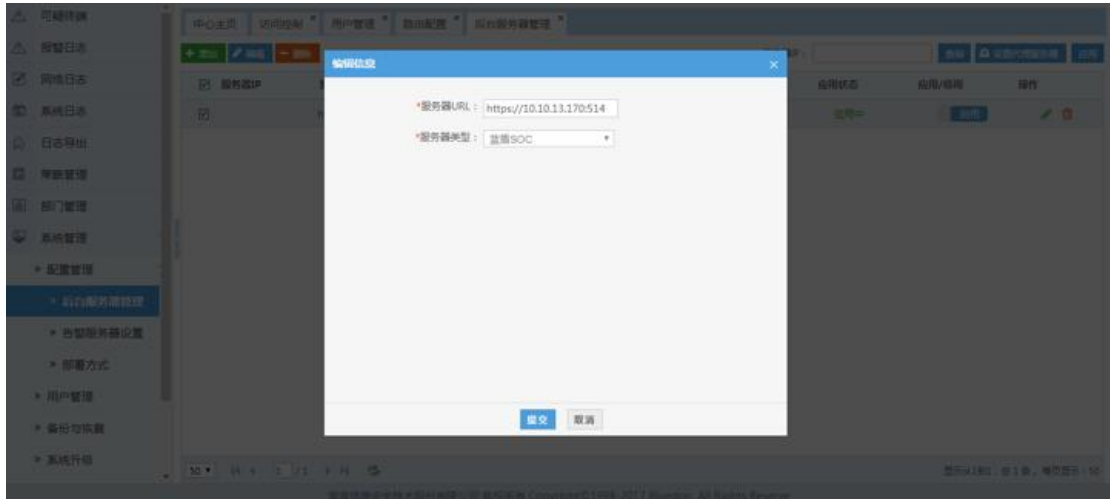 可疑终端
报警日志
网络日志
系统日志
日志导出
策略管理
部门管理
系统管理
配置管理
后台服务器管理
告警服务器设置
部署方式
用户管理
备份与恢复
系统升级
中心主页 访问控制 用户管理 路由配置 后台服务器管理
增加 编辑 删除
查询
服务器IP 应用状态 应用/停用 操作
应用中
编辑信息
*服务器URL： https://10.10.13.170:514
*服务器类型： 蓝盾SOC
提交 取消
50